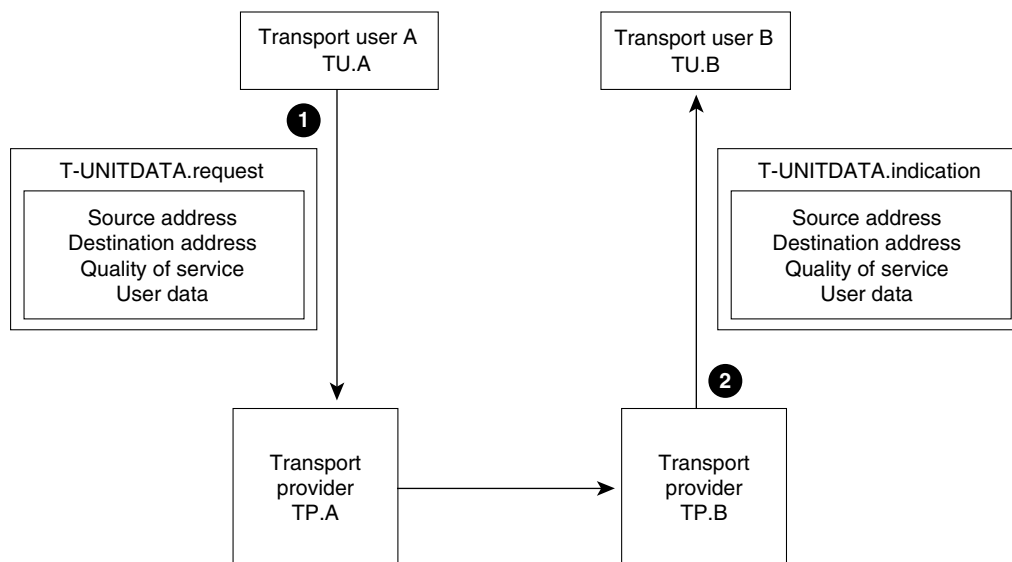 Transport user A
TU.A
Transport user B
TU.B
1
T-UNITDATA.request
Source address
Destination address
Quality of service
User data
T-UNITDATA.indication
Source address
Destination address
Quality of service
User data
2
Transport
provider
TP.A
Transport
provider
TP.B